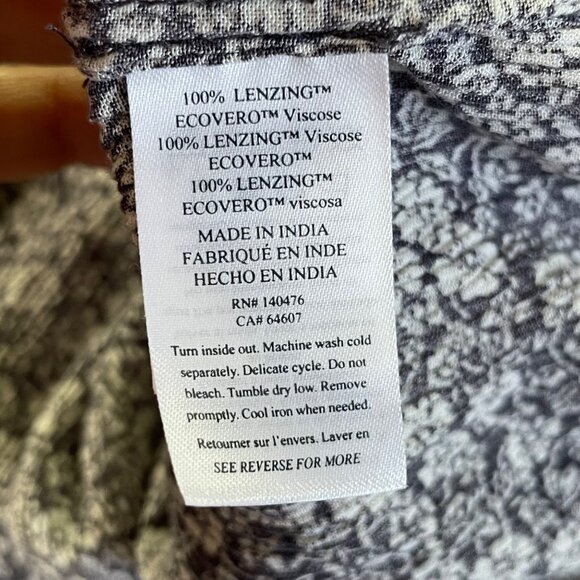 100% LENZING™
ECOVERO™ Viscose
100% LENZING™ Viscose
ECOVERO™
100% LENZING™
ECOVERO™ viscosa
MADE IN INDIA
FABRIQUÉ EN INDE
HECHO EN INDIA
RN# 140476
CA# 64607
Turn inside out. Machine wash cold
separately. Delicate cycle. Do not
bleach. Tumble dry low. Remove
promptly. Cool iron when needed.
Retourner sur l'envers. Laver en
SEE REVERSE FOR MORE